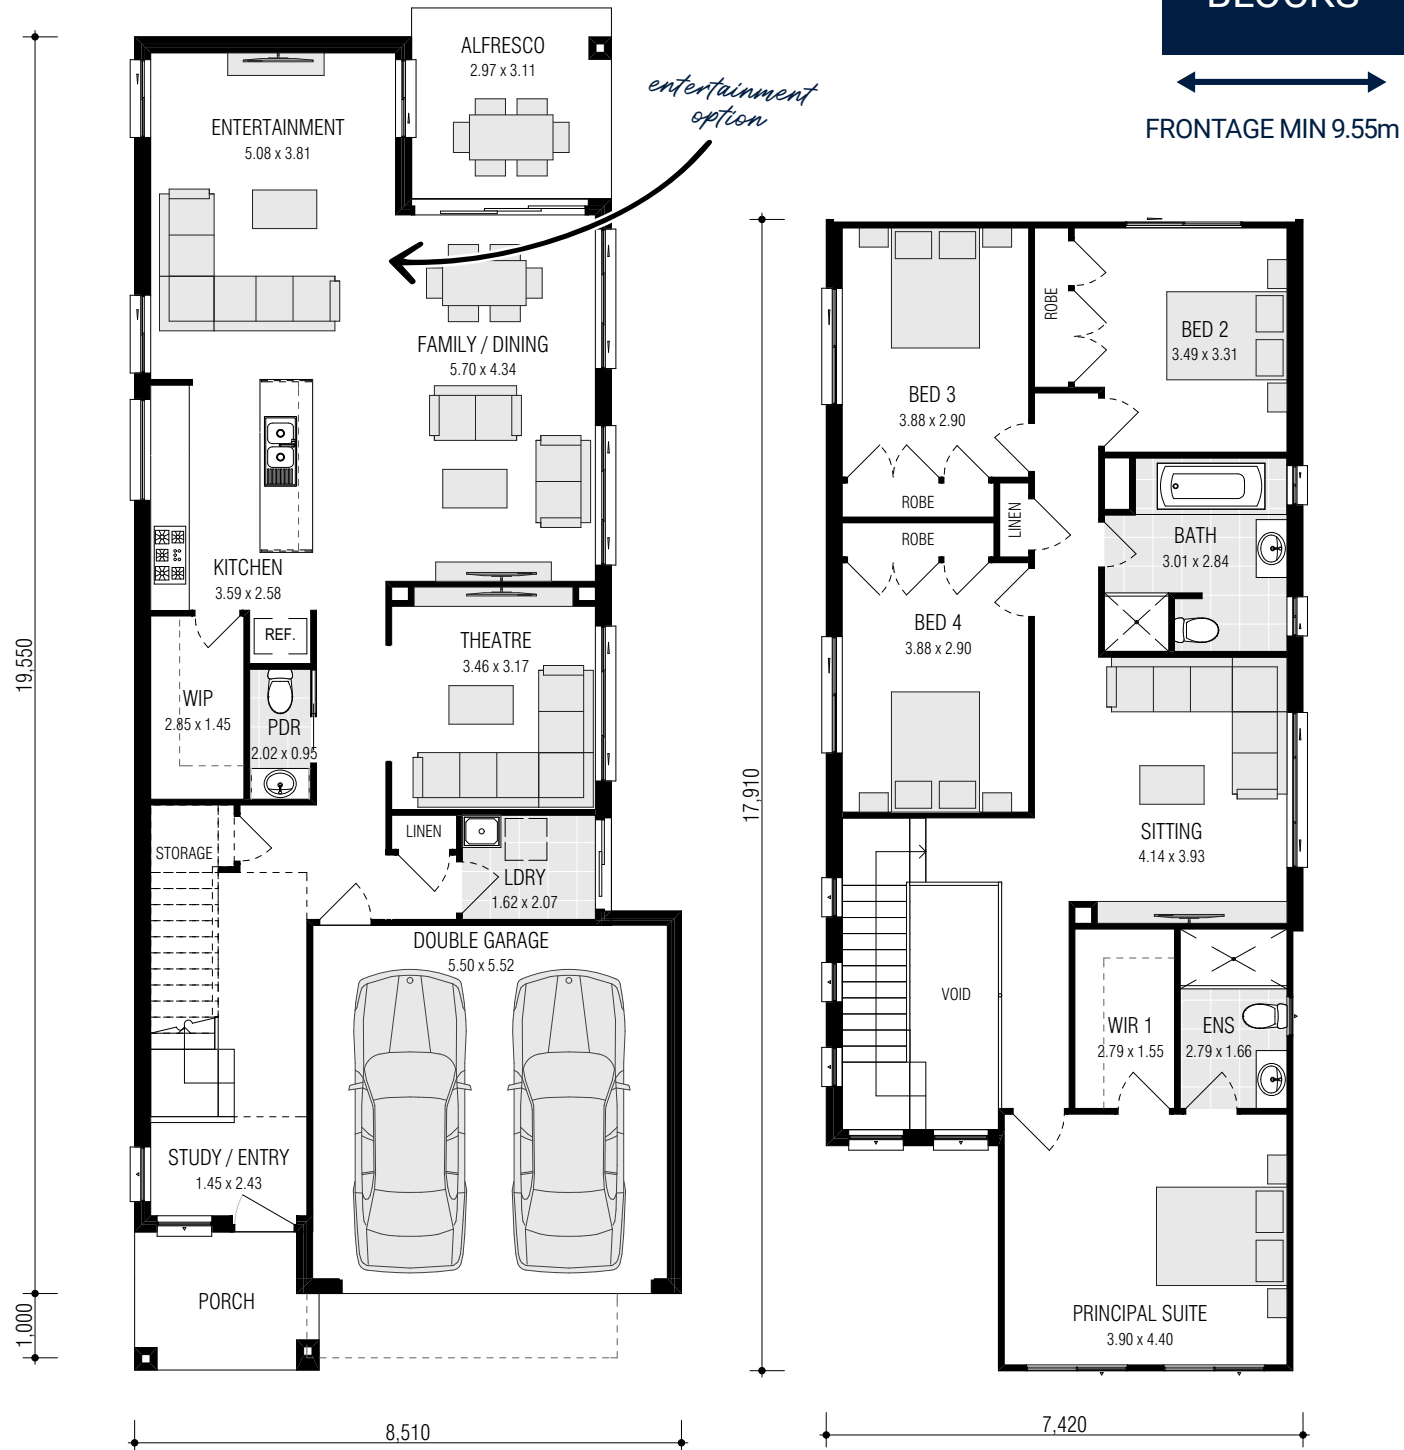 BLOCKS
FRONTAGE MIN 9.55m
entertainment
option
ALFRESCO
2.97 x 3.11
ENTERTAINMENT
5.08 x 3.81
FAMILY / DINING
5.70 x 4.34
KITCHEN
3.59 x 2.58
REF.
THEATRE
3.46 x 3.17
WIP
2.85 x 1.45
PDR
2.02 x 0.95
STORAGE
LINEN
LDRY
1.62 x 2.07
DOUBLE GARAGE
5.50 x 5.52
STUDY / ENTRY
1.45 x 2.43
PORCH
19,550
1,000
8,510
ROBE
BED 2
3.49 x 3.31
BED 3
3.88 x 2.90
ROBE
LINEN
ROBE
BATH
3.01 x 2.84
BED 4
3.88 x 2.90
SITTING
4.14 x 3.93
VOID
WIR 1
2.79 x 1.55
ENS
2.79 x 1.66
PRINCIPAL SUITE
3.90 x 4.40
17,910
7,420